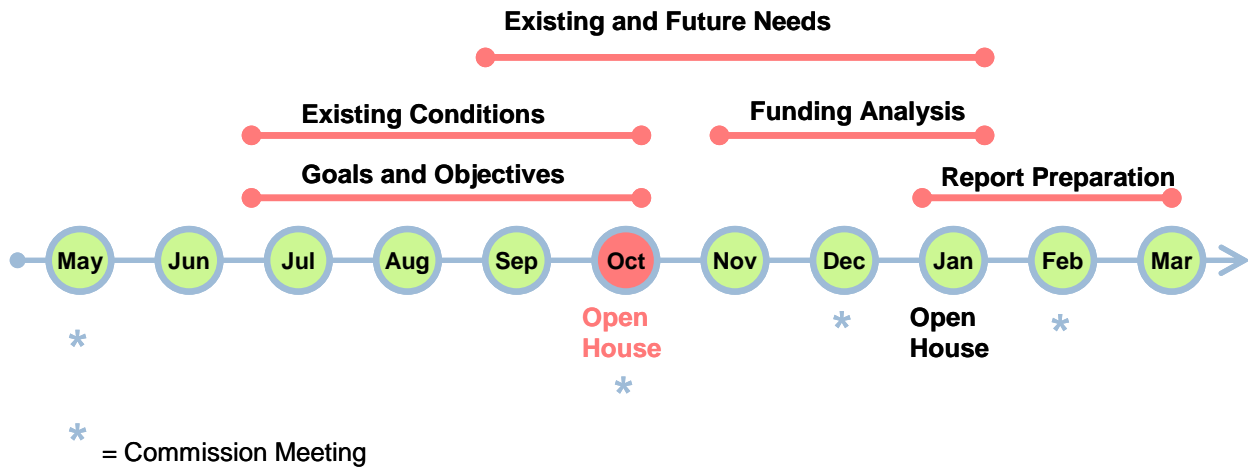 Existing and Future Needs
Existing Conditions
Funding Analysis
Goals and Objectives
Report Preparation
May
Jun
Jul
Aug
Sep
Oct
Nov
Dec
Jan
Feb
Mar
Open
House
*
Open
House
*
*
*
*
= Commission Meeting